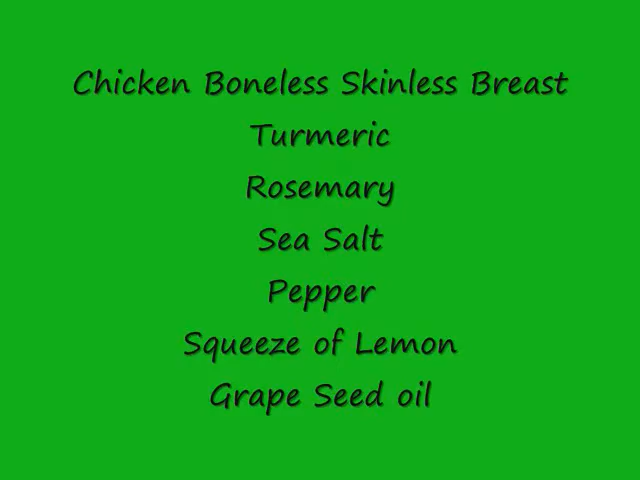 Chicken Boneless Skinless Breast
Turmeric
Rosemary
Sea Salt
Pepper
Squeeze of Lemon
Grape Seed oil